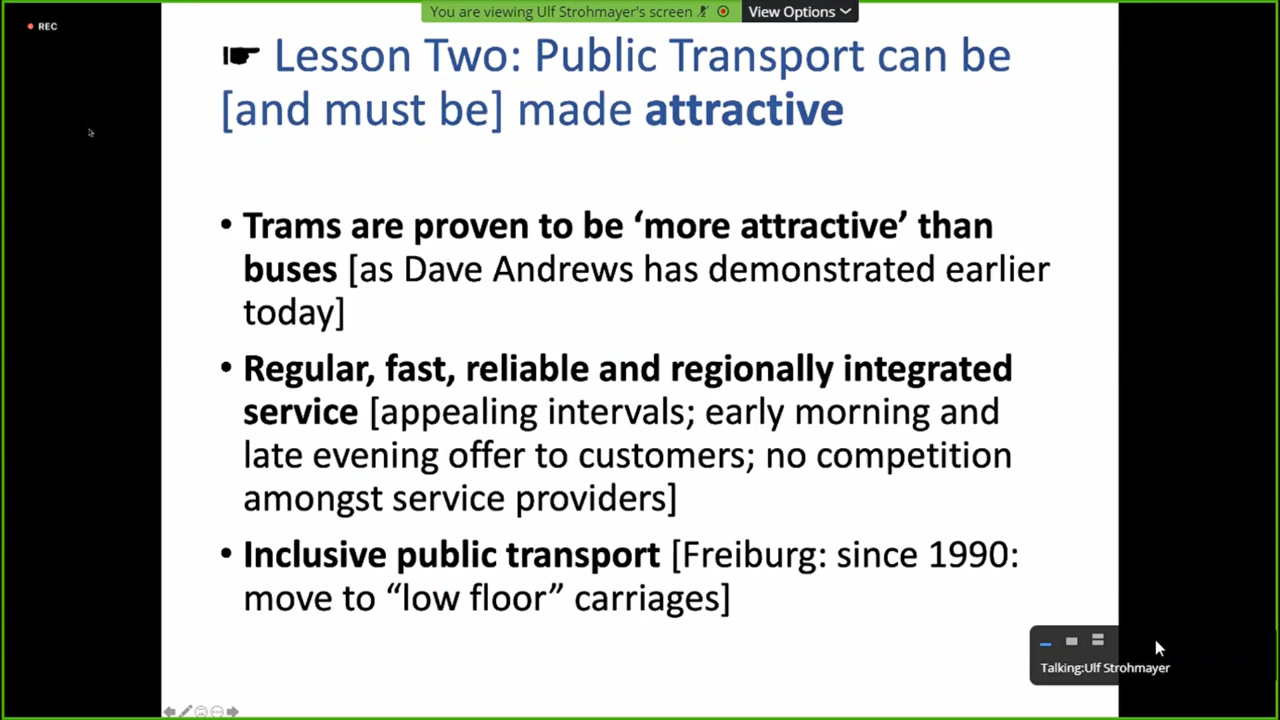 You are viewing Ulf Strohmayer's screen
View Options
REC
Lesson Two: Public Transport can be
[and must be] made attractive
• Trams are proven to be ‘more attractive’ than
buses [as Dave Andrews has demonstrated earlier
today]
• Regular, fast, reliable and regionally integrated
service [appealing intervals; early morning and
late evening offer to customers; no competition
amongst service providers]
• Inclusive public transport [Freiburg: since 1990:
move to “low floor” carriages]
Talking:Ulf Strohmayer